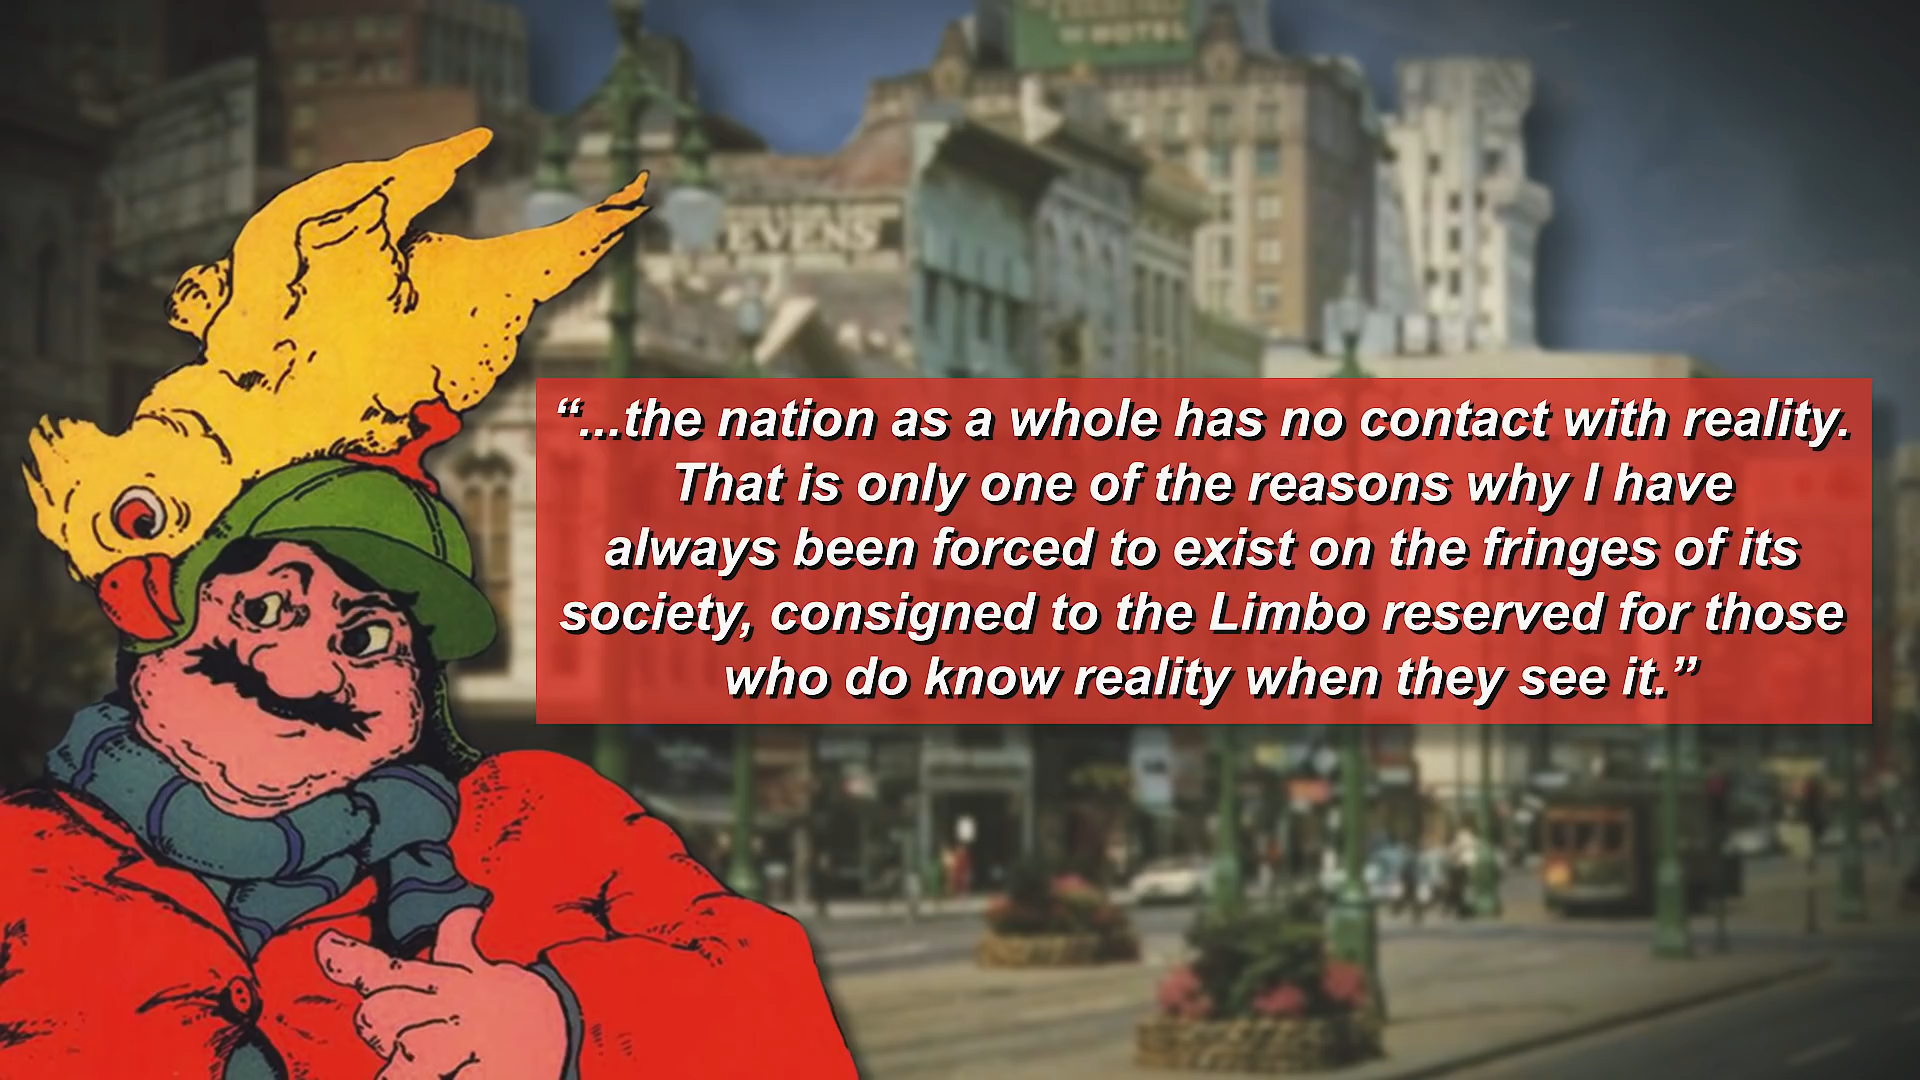 HOTEL
EVENS
“...the nation as a whole has no contact with reality.
That is only one of the reasons why I have
always been forced to exist on the fringes of its
society, consigned to the Limbo reserved for those
who do know reality when they see it.”